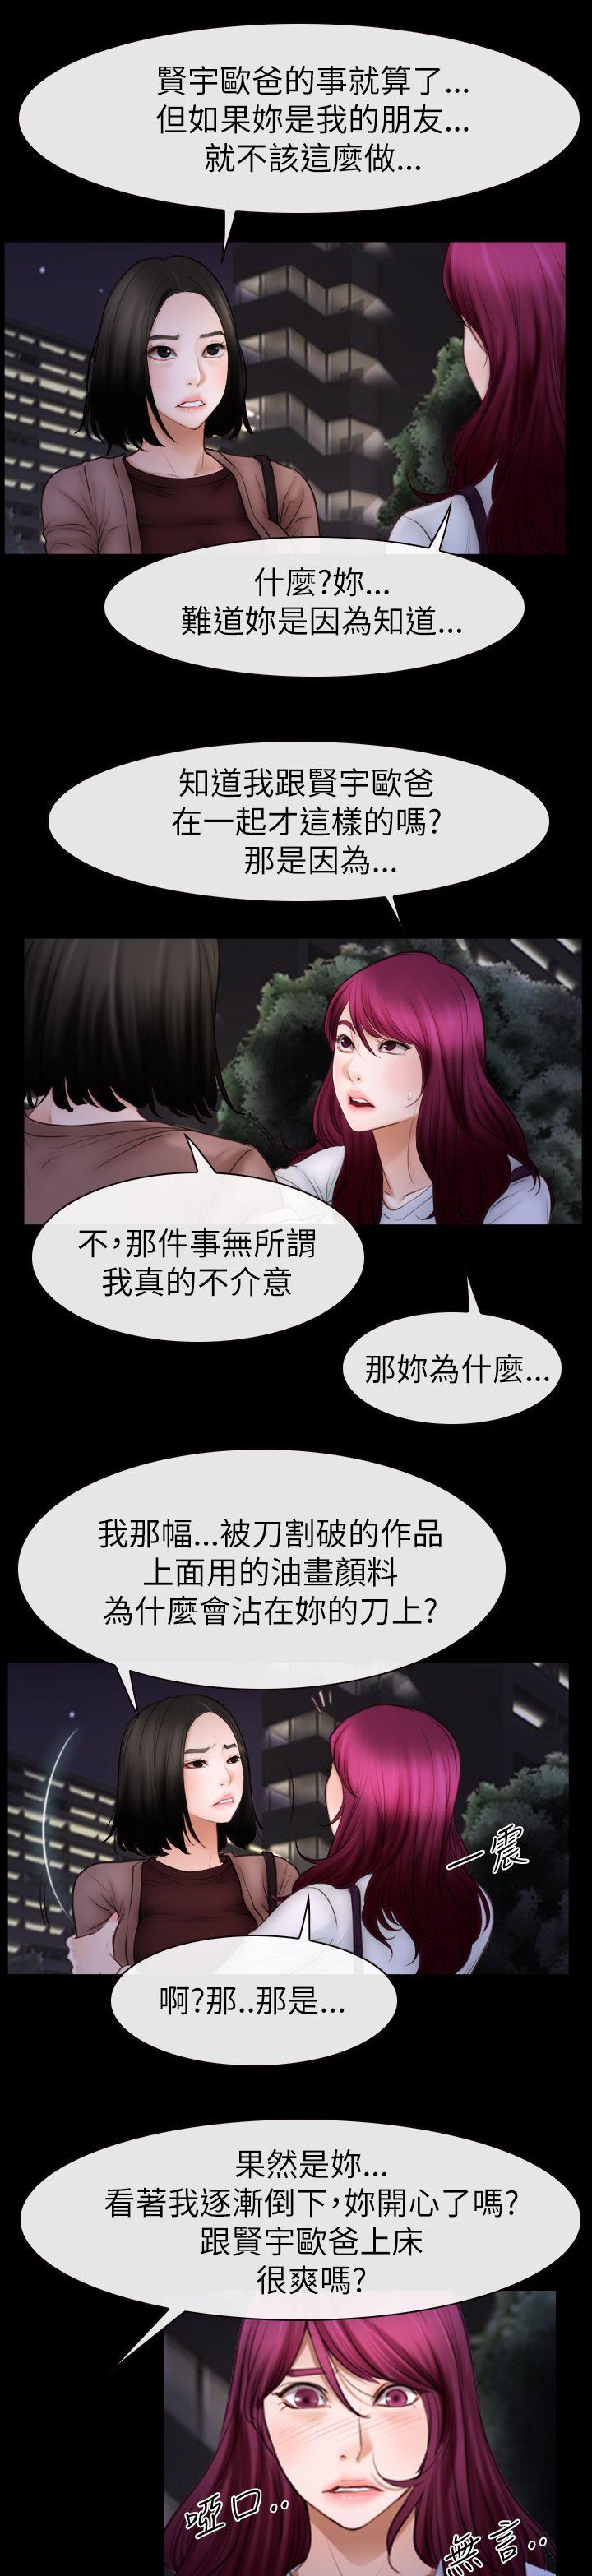 賢宇歐爸的事就算了...
但如果妳是我的朋友...
就不該這麼做...
什麼?妳...
難道妳是因為知道...
知道我跟賢宇歐爸
在一起才這樣的嗎?
那是因為...
不,那件事無所謂
我真的不介意
那妳為什麼...
我那幅...被刀割破的作品
上面用的油畫顏料
為什麼會沾在妳的刀上?
一震
啊?那..那是...
果然是妳...
看著我逐漸倒下,妳開心了嗎?
跟賢宇歐爸上床
很爽嗎?
啞口..
無言..